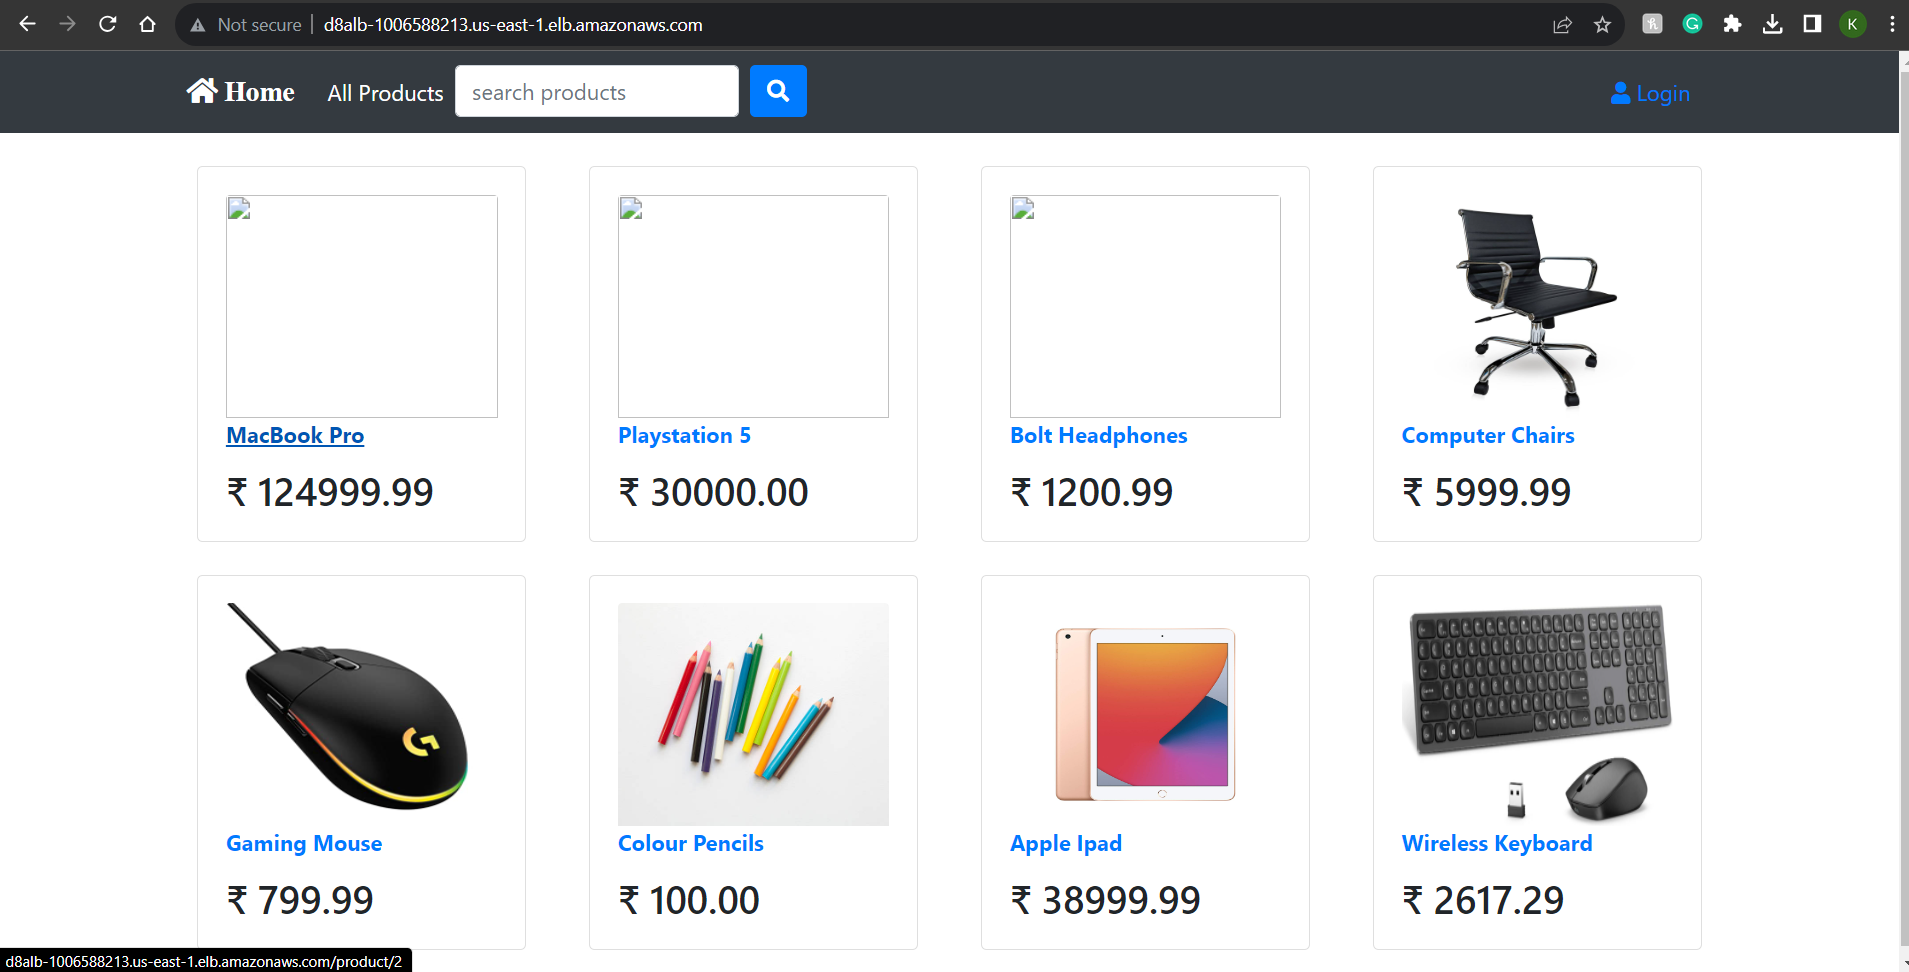 Not secure | d8alb-1006588213.us-east-1.elb.amazonaws.com
K
Home All Products search products Login
MacBook Pro
₹ 124999.99
Playstation 5
₹ 30000.00
Bolt Headphones
₹ 1200.99
Computer Chairs
₹ 5999.99
Gaming Mouse
₹ 799.99
Colour Pencils
₹ 100.00
Apple Ipad
₹ 38999.99
Wireless Keyboard
₹ 2617.29
d8alb-1006588213.us-east-1.elb.amazonaws.com/product/2